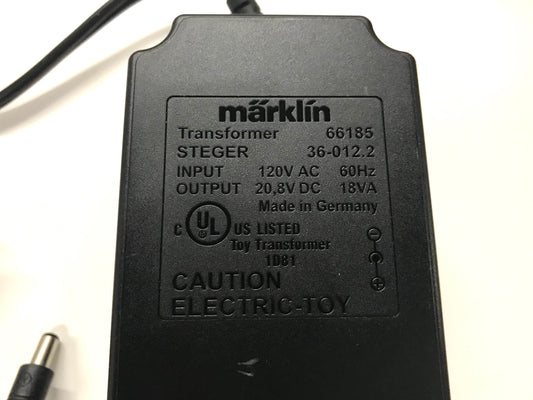 märklin
Transformer 66185
STEGER 36-012.2
INPUT 120V AC 60Hz
OUTPUT 20,8V DC 18VA
Made in Germany
C UL US LISTED
Toy Transformer
1D81
CAUTION
ELECTRIC-TOY